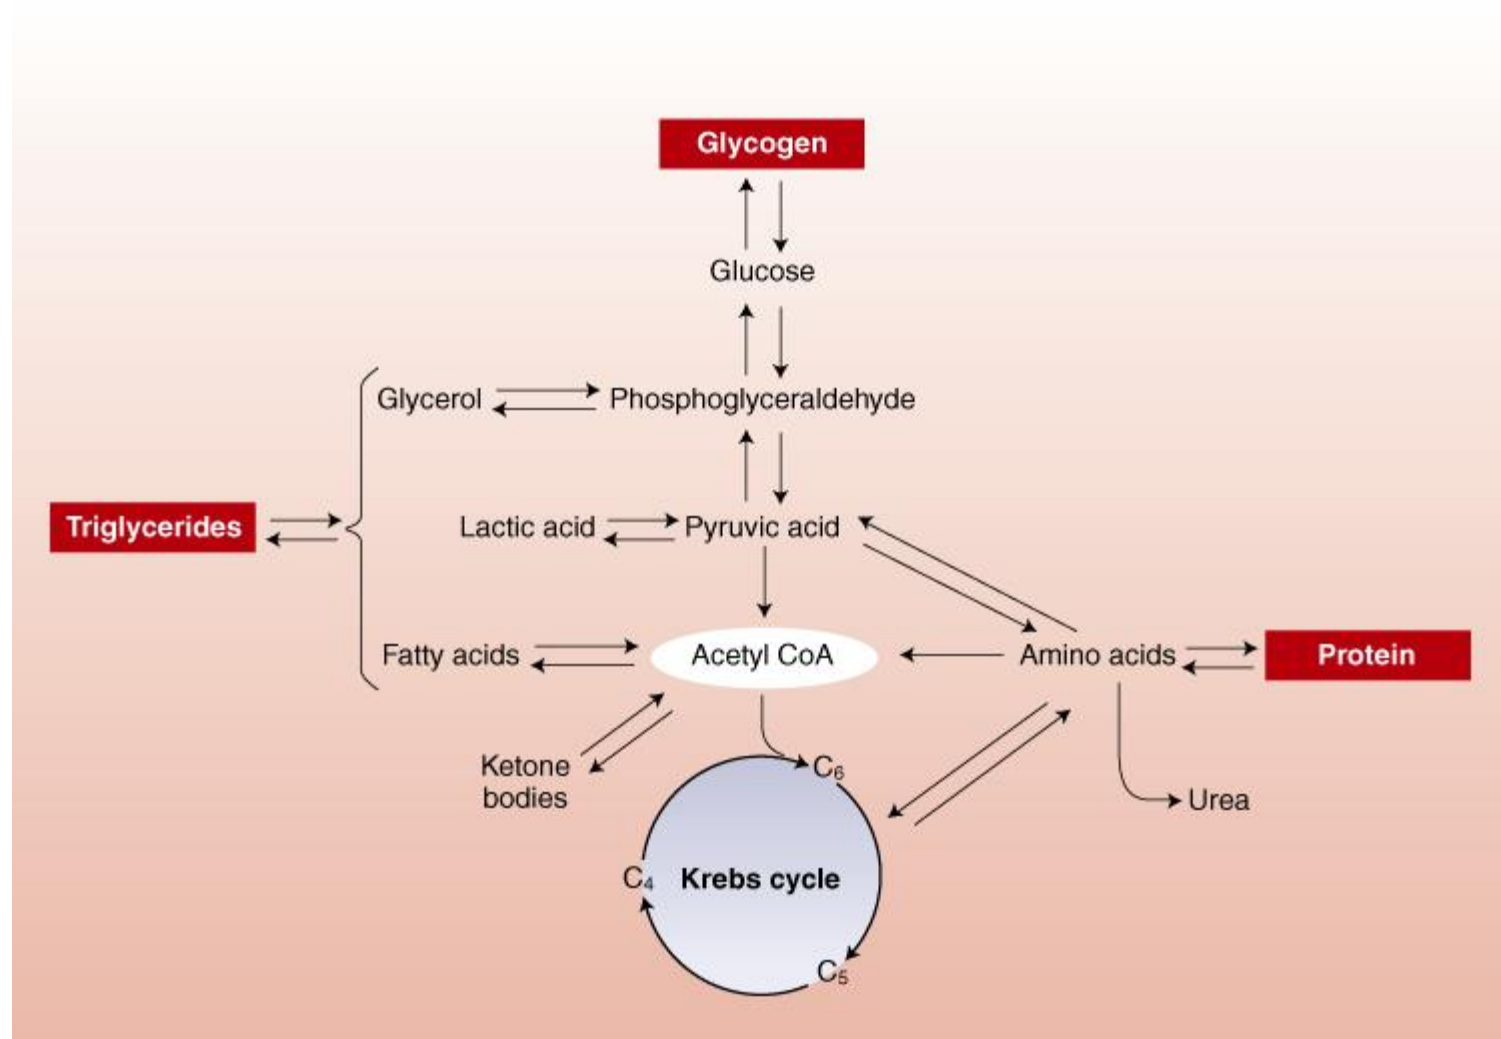 Glycogen
Glucose
Glycerol
Phosphoglyceraldehyde
Triglycerides
Lactic acid
Pyruvic acid
Fatty acids
Acetyl CoA
Amino acids
Protein
Ketone
bodies
C₆
Urea
C₄
Krebs cycle
C₅